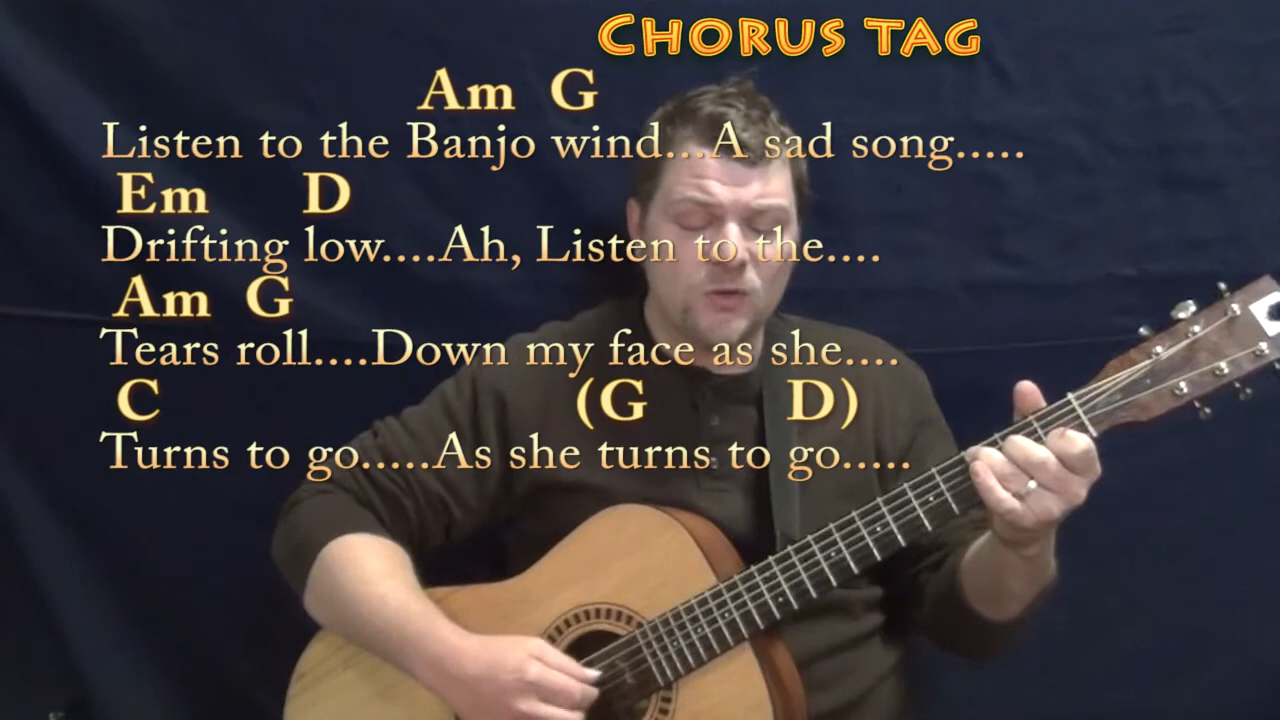 CHORUS TAG
Am G
Listen to the Banjo wind...A sad song.....
Em D
Drifting low....Ah, Listen to the....
Am G
Tears roll....Down my face as she....
C (G D)
Turns to go.....As she turns to go.....